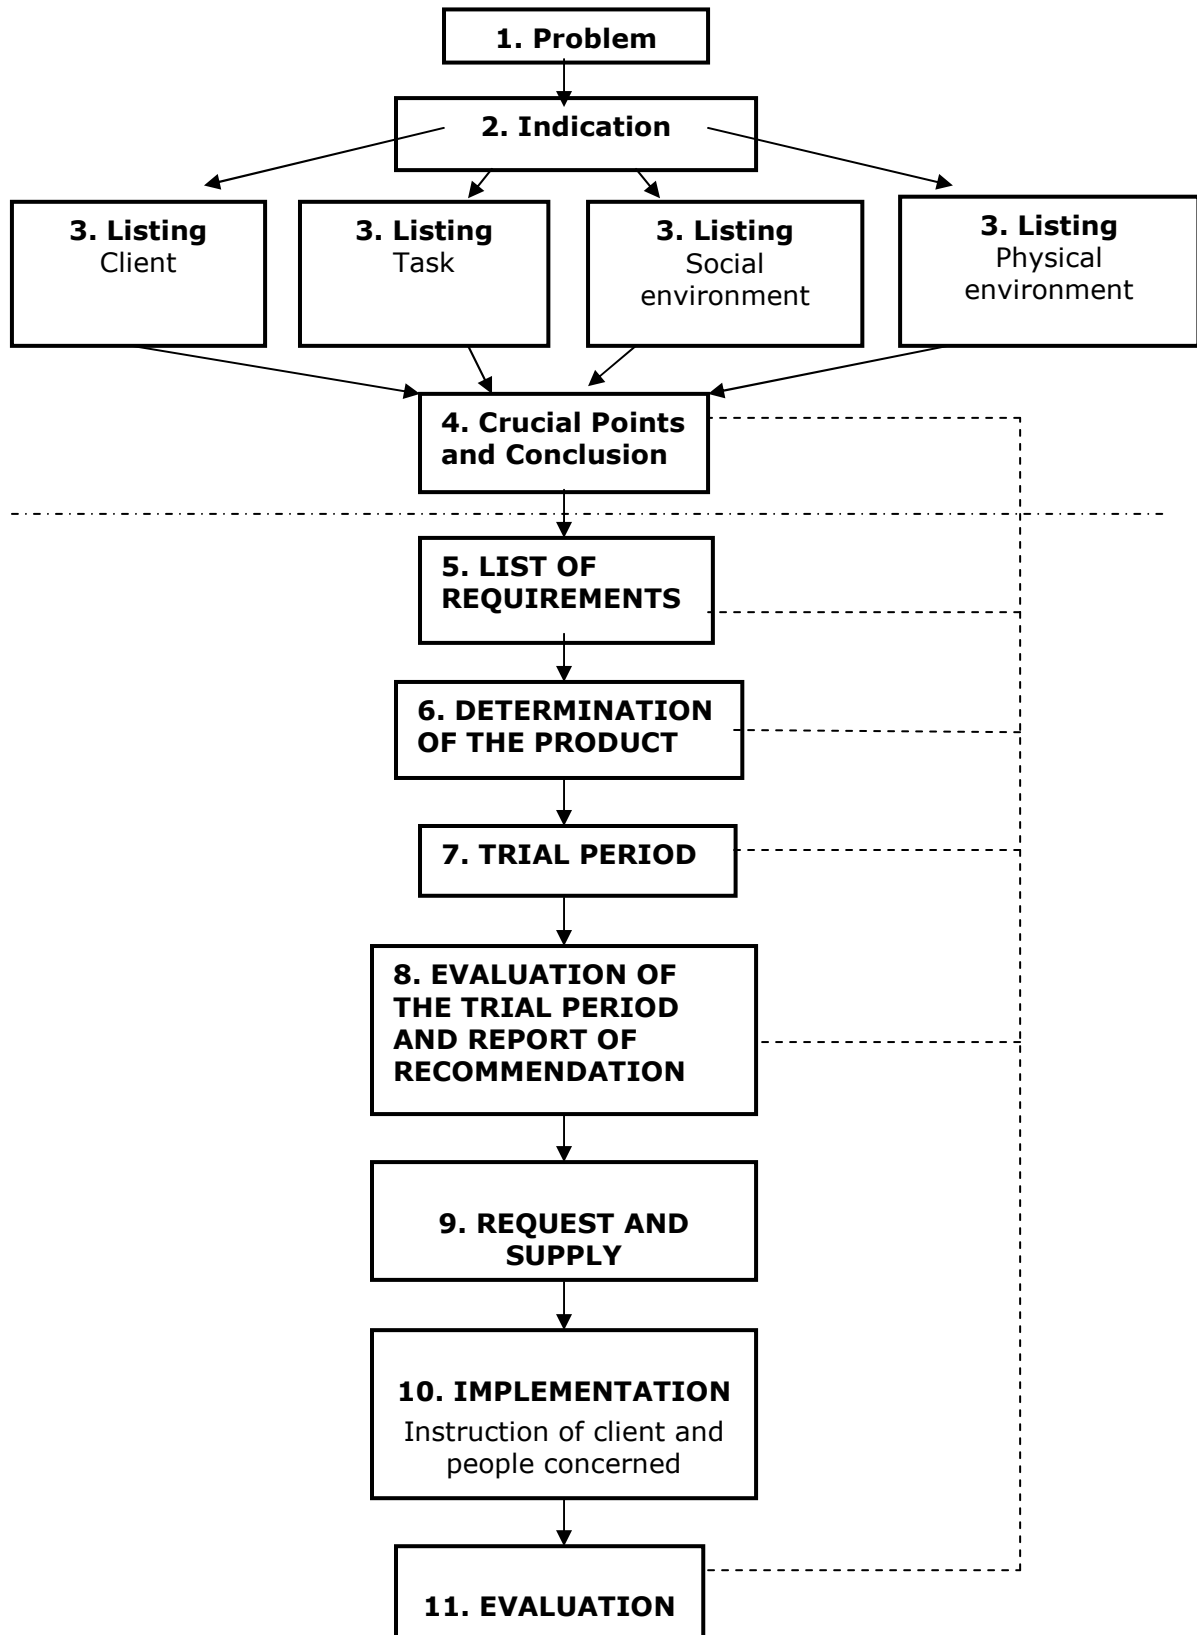 1. Problem
2. Indication
3. Listing
Client
3. Listing
Task
3. Listing
Social
environment
3. Listing
Physical
environment
4. Crucial Points
and Conclusion
5. LIST OF
REQUIREMENTS
6. DETERMINATION
OF THE PRODUCT
7. TRIAL PERIOD
8. EVALUATION OF
THE TRIAL PERIOD
AND REPORT OF
RECOMMENDATION
9. REQUEST AND
SUPPLY
10. IMPLEMENTATION
Instruction of client and
people concerned
11. EVALUATION